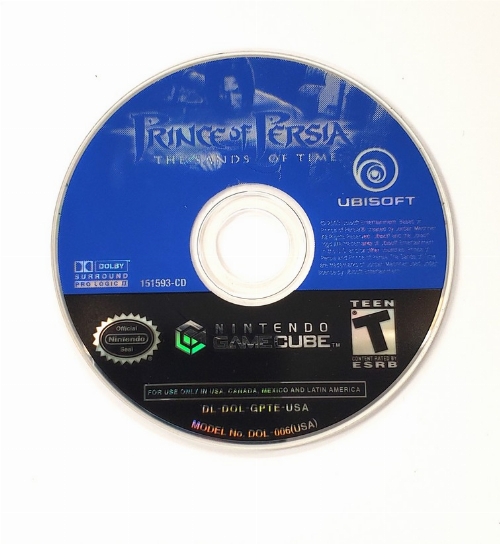 PRINCE OF PERSIA
THE SANDS OF TIME
UBISOFT
DOLBY
SURROUND
PRO LOGIC II
151593-CD
TEEN
T
CONTENT RATED BY
ESRB
Official
Nintendo
Seal
NINTENDO
GAMECUBE™
FOR USE ONLY IN USA, CANADA, MEXICO AND LATIN AMERICA
DL-DOL-GPTE-USA
MODEL No. DOL-006(USA)